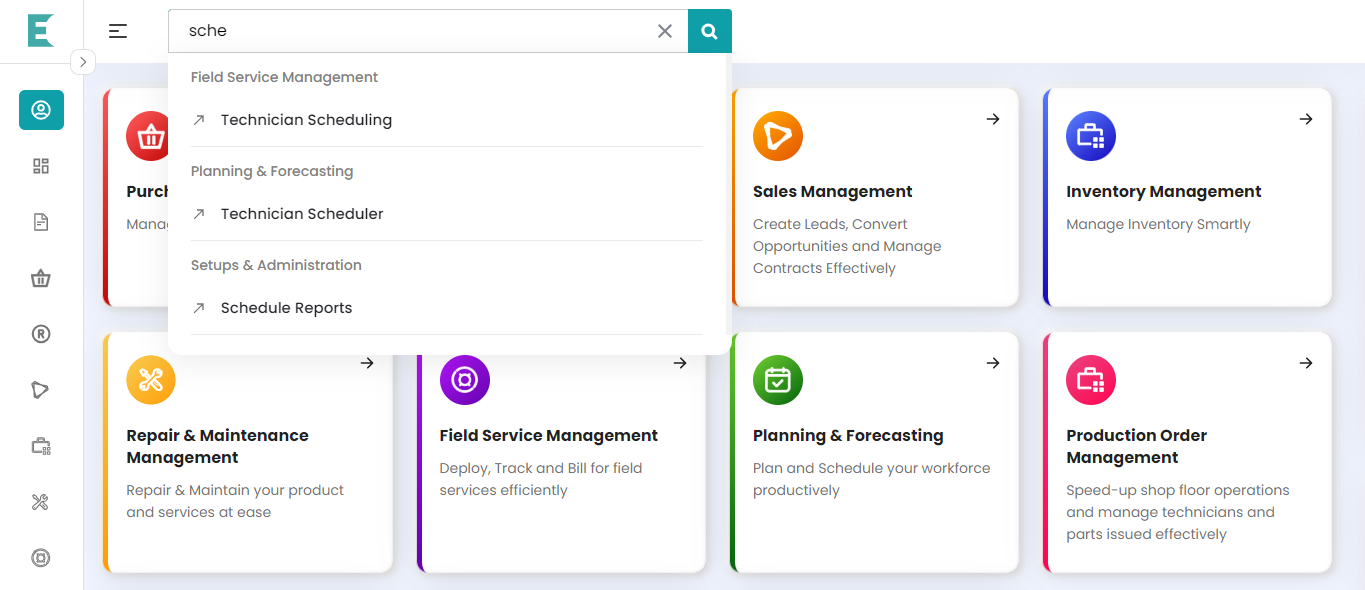 sche
Field Service Management
Technician Scheduling
Planning & Forecasting
Technician Scheduler
Setups & Administration
Schedule Reports
Sales Management
Create Leads, Convert
Opportunities and Manage
Contracts Effectively
Inventory Management
Manage Inventory Smartly
Repair & Maintenance
Management
Repair & Maintain your product
and services at ease
Field Service Management
Deploy, Track and Bill for field
services efficiently
Planning & Forecasting
Plan and Schedule your workforce
productively
Production Order
Management
Speed-up shop floor operations
and manage technicians and
parts issued effectively